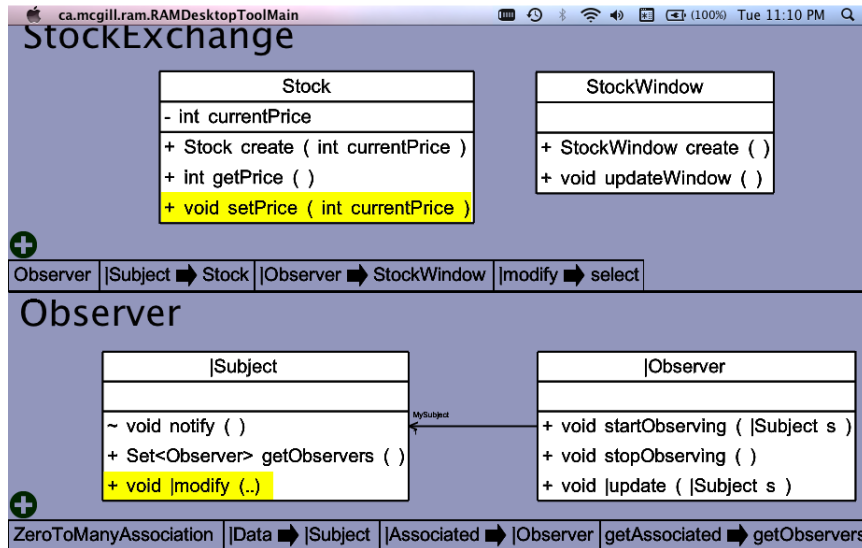 ca.mcgill.ram.RAMDesktopToolMain (100%) Tue 11:10 PM
StockExchange
Stock
- int currentPrice
+ Stock create ( int currentPrice )
+ int getPrice ( )
+ void setPrice ( int currentPrice )
StockWindow
+ StockWindow create ( )
+ void updateWindow ( )
Observer |Subject Stock |Observer StockWindow |modify select
Observer
|Subject
~ void notify ( )
+ Set<Observer> getObservers ( )
+ void |modify (..)
MySubject
1
|Observer
+ void startObserving ( |Subject s )
+ void stopObserving ( )
+ void |update ( |Subject s )
ZeroToManyAssociation |Data |Subject |Associated |Observer getAssociated getObservers